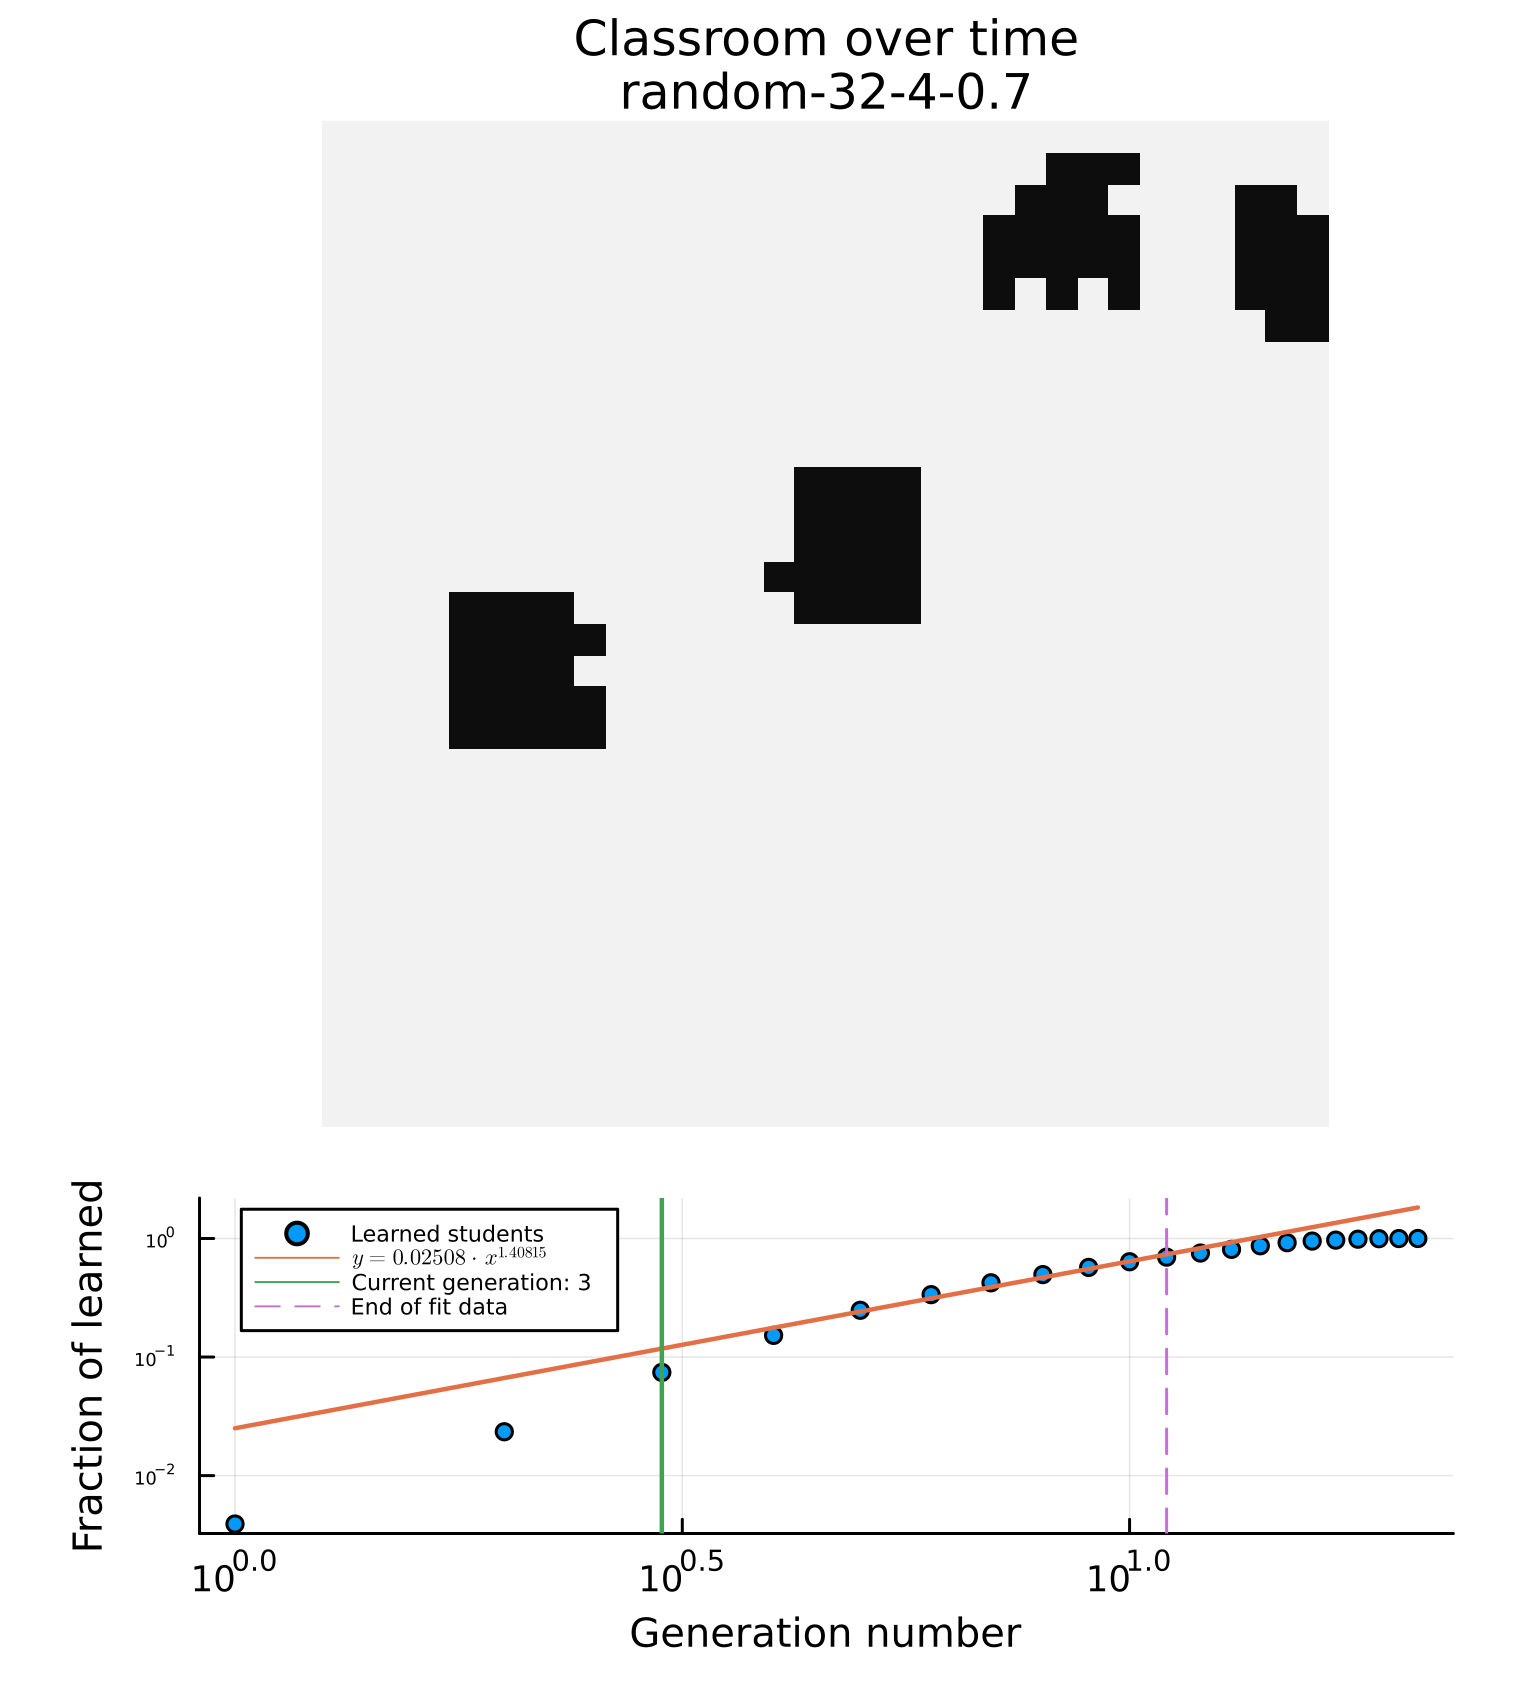 Classroom over time
random-32-4-0.7
Fraction of learned
10^0
10^-1
10^-2
Learned students
y = 0.02508 · x^1.40815
Current generation: 3
End of fit data
10^0.0 10^0.5 10^1.0
Generation number